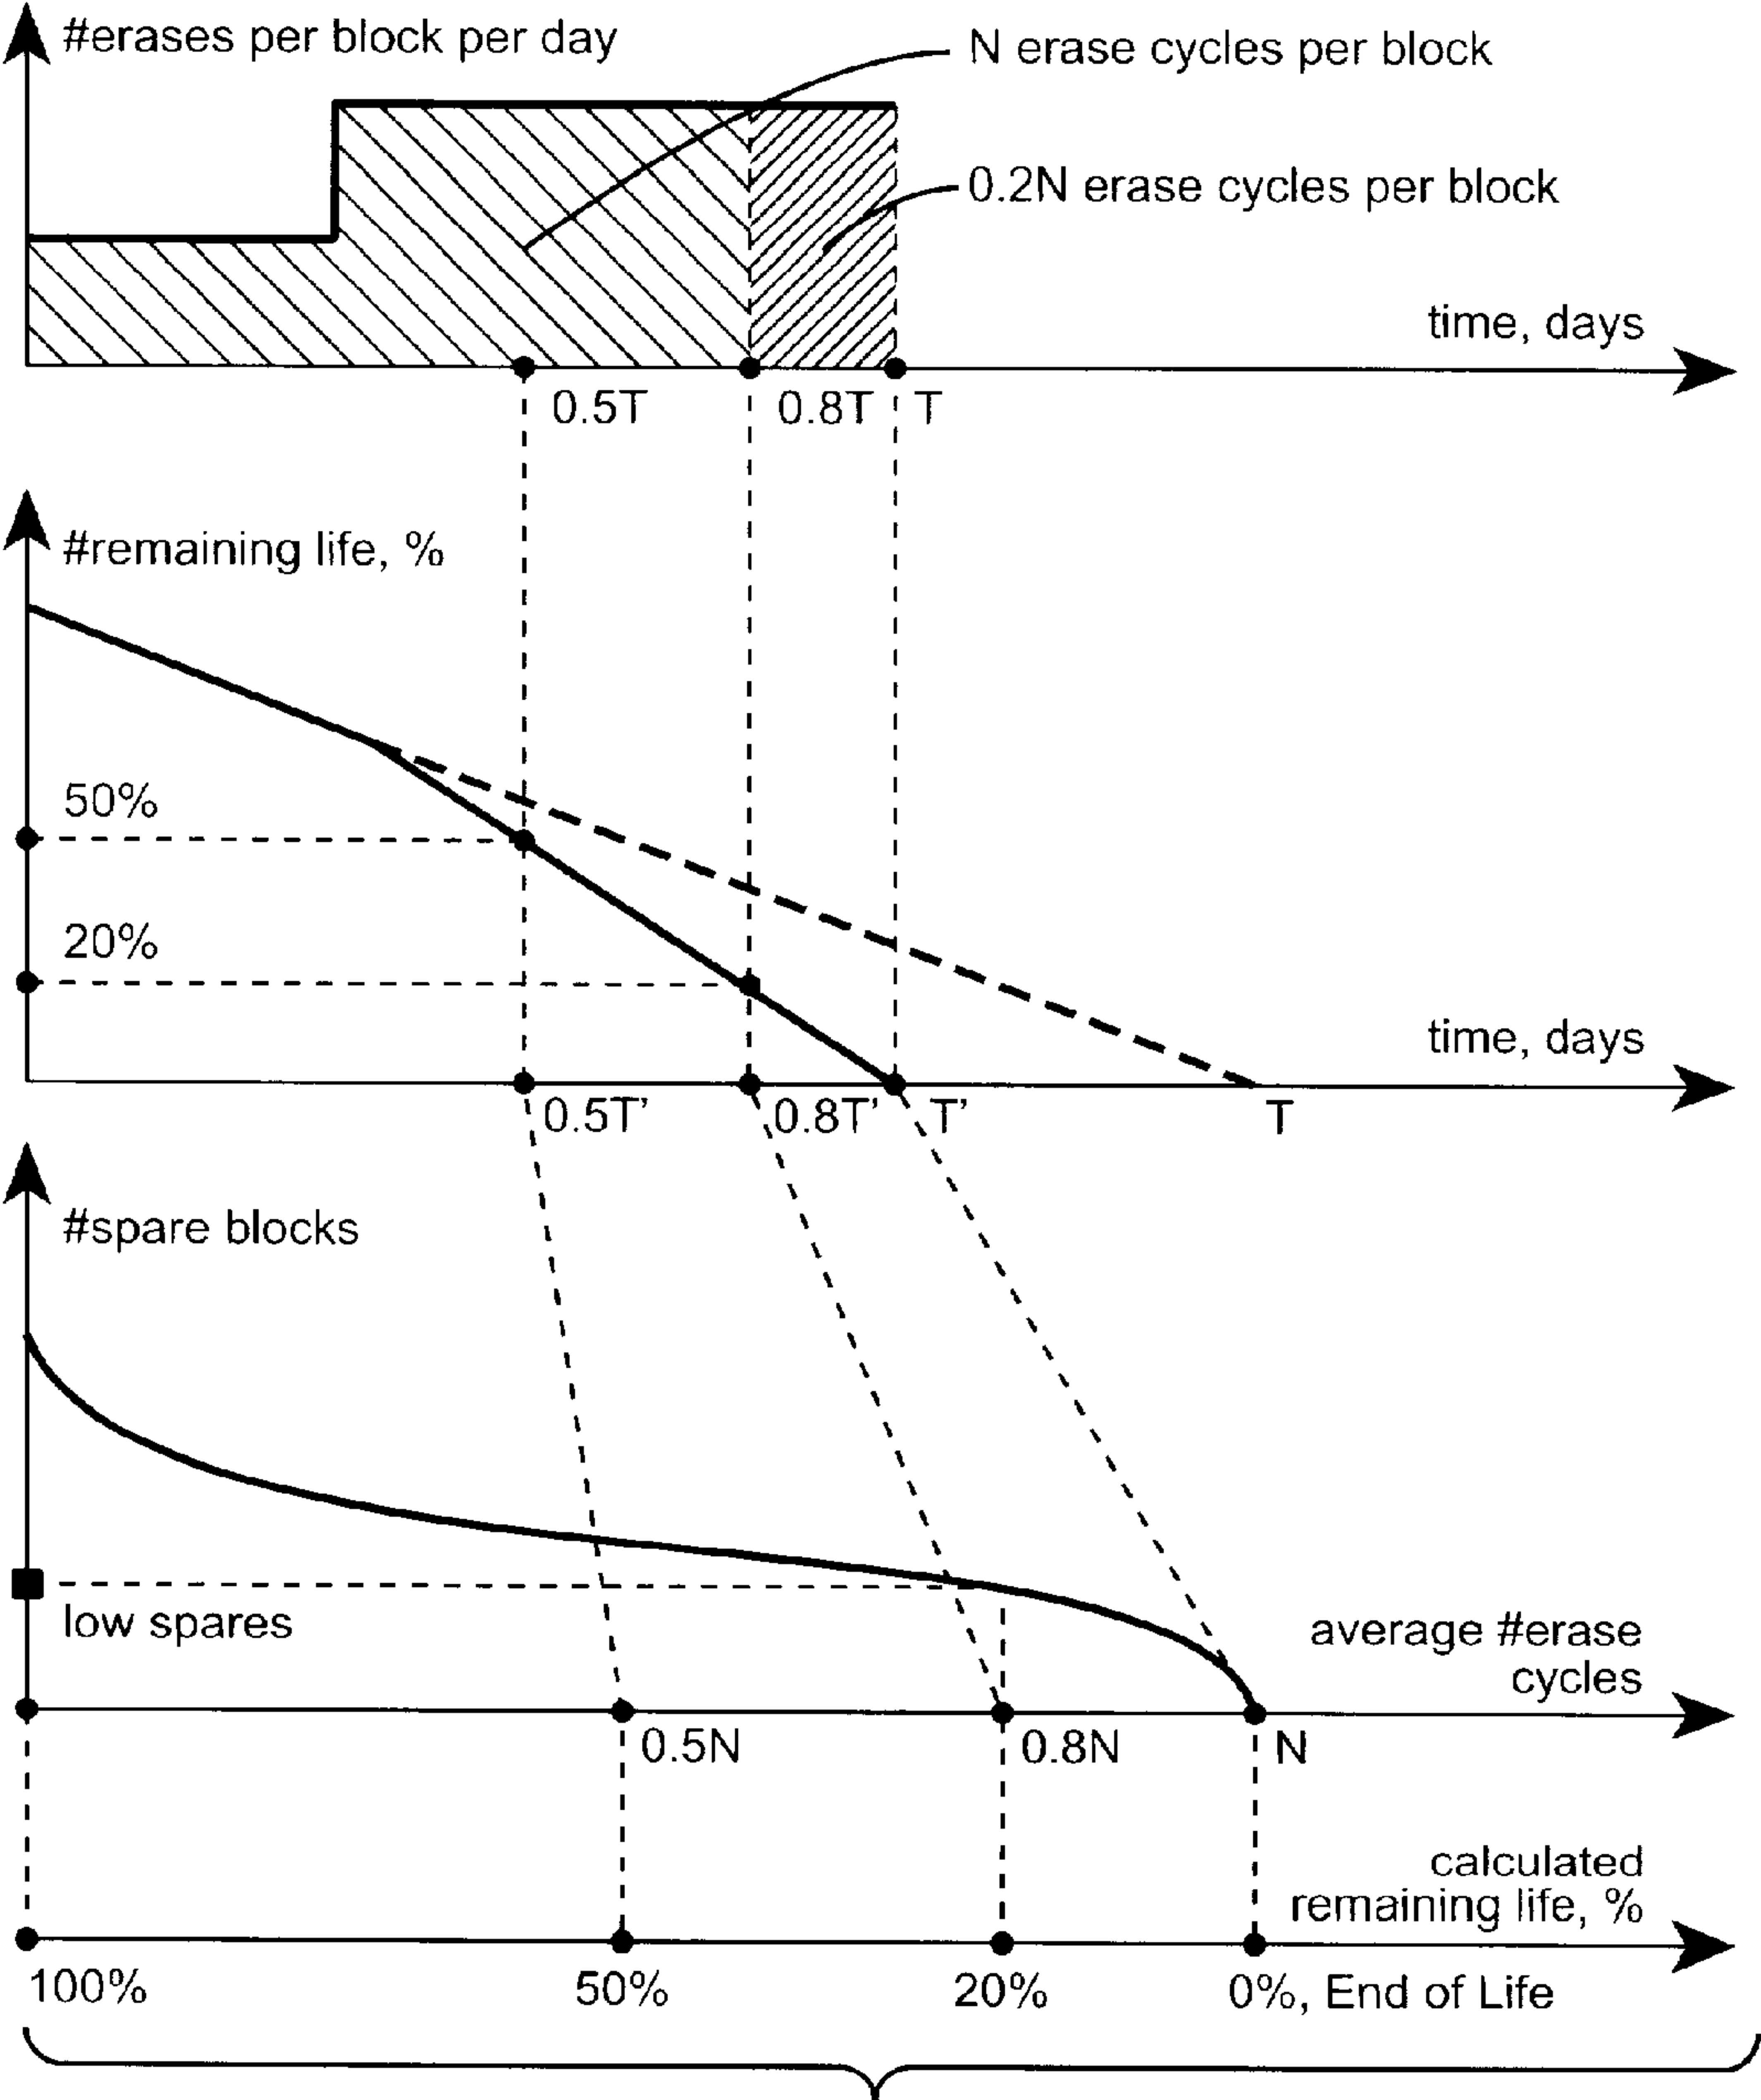 #erases per block per day
N erase cycles per block
0.2N erase cycles per block
time, days
0.5T
0.8T
T
#remaining life, %
50%
20%
time, days
0.5T'
0.8T'
T'
T
#spare blocks
low spares
average #erase
cycles
0.5N
0.8N
N
calculated
remaining life, %
100%
50%
20%
0%, End of Life